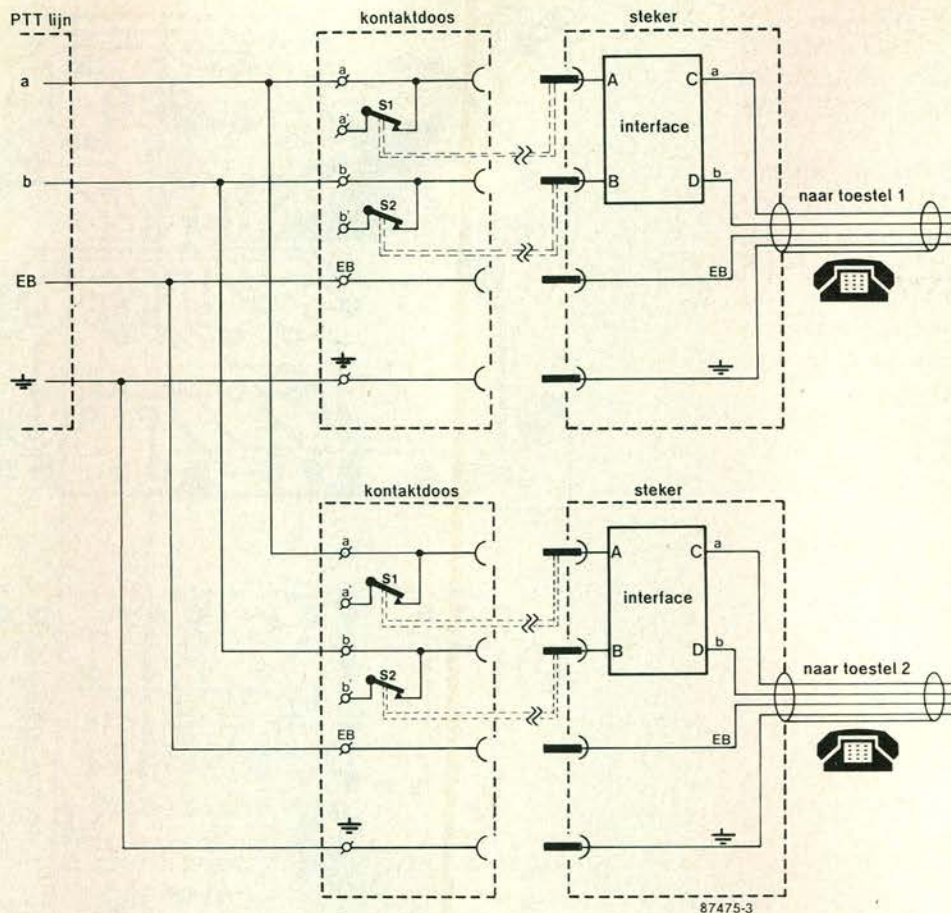 PTT lijn
kontaktdoos
steker
a
a
A
C
a
S1
a'
interface
b
b
B
D
b
S2
b'
naar toestel 1
EB
EB
EB
kontaktdoos
steker
a
A
C
a
S1
a'
interface
b
B
D
b
S2
b'
naar toestel 2
EB
EB
87475-3